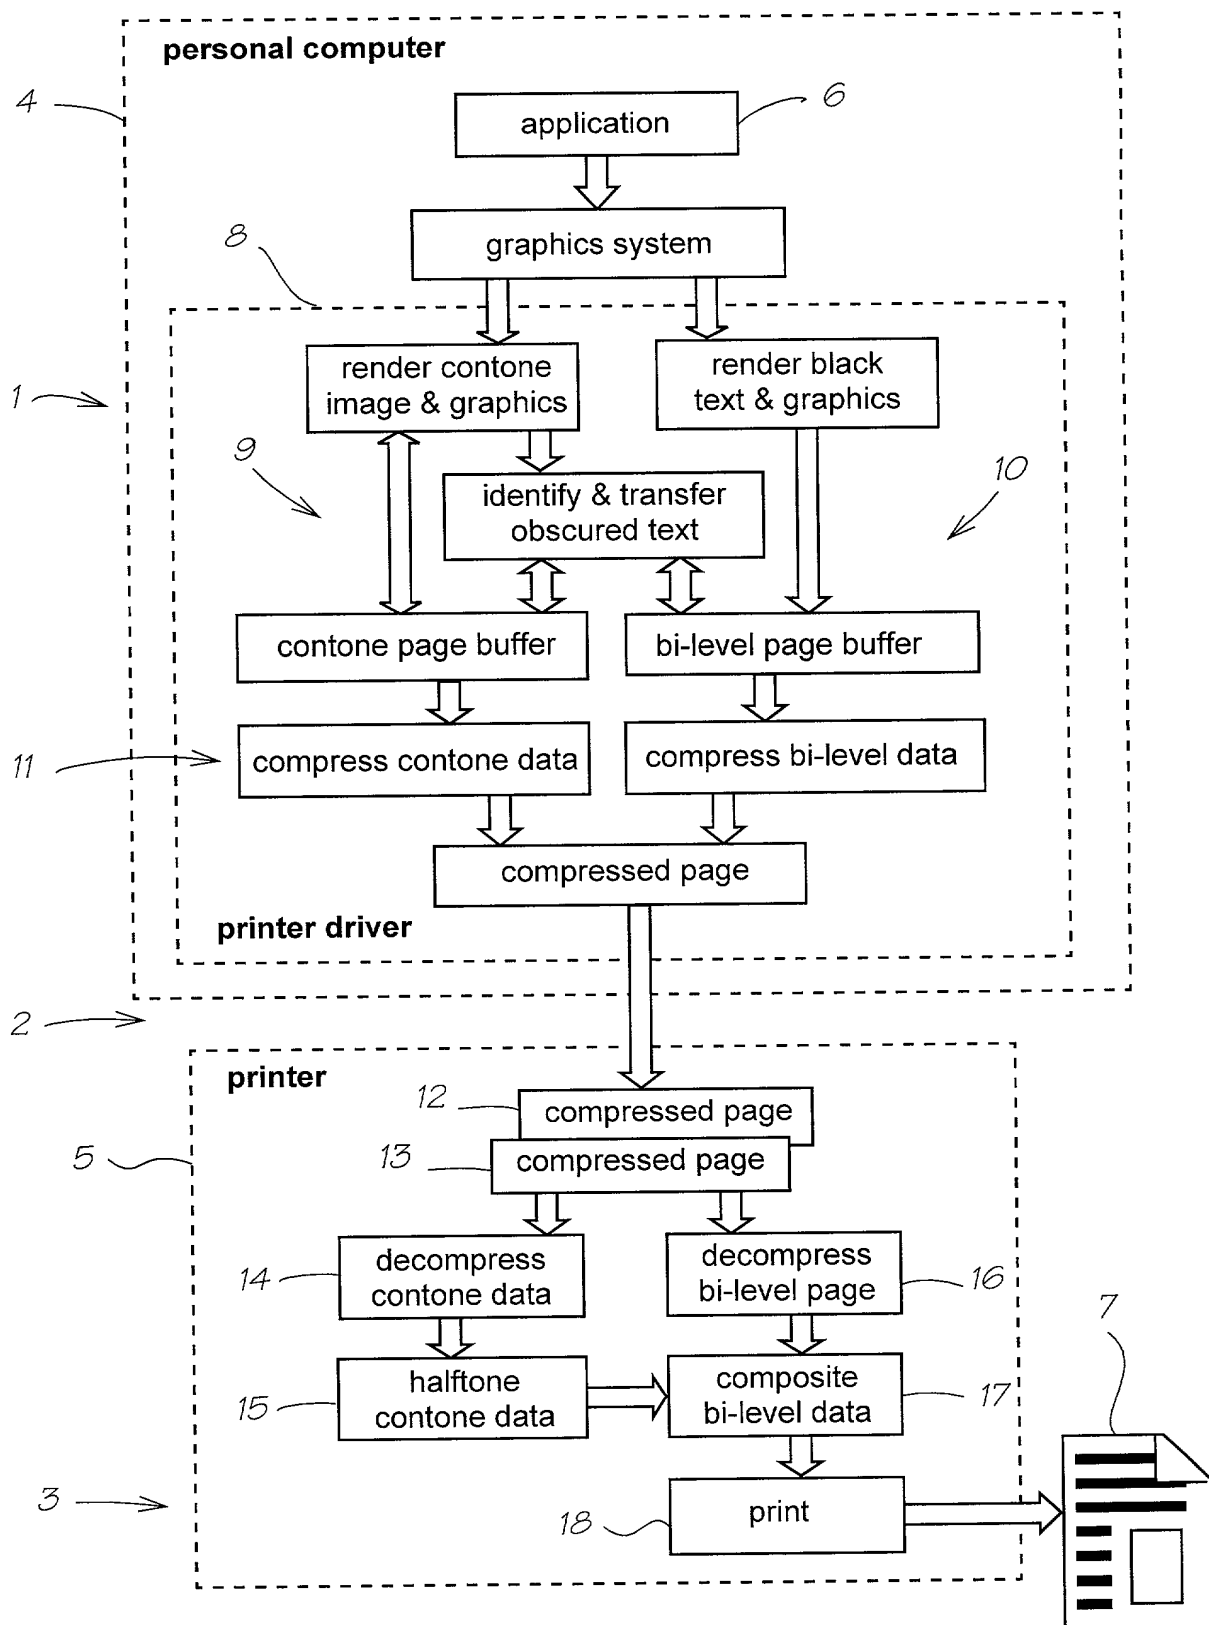 personal computer
4
application
6
graphics system
8
render contone
image & graphics
render black
text & graphics
1
9
10
identify & transfer
obscured text
contone page buffer
bi-level page buffer
11
compress contone data
compress bi-level data
compressed page
printer driver
2
printer
12
compressed page
13
compressed page
5
14
decompress
contone data
decompress
bi-level page
16
7
15
halftone
contone data
composite
bi-level data
17
3
18
print